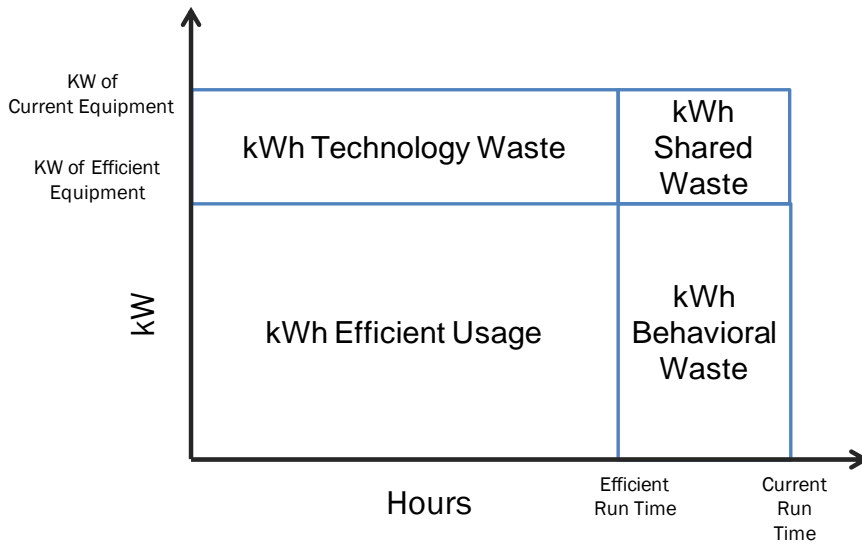 KW of
Current Equipment
kWh Technology Waste
kWh
Shared
Waste
KW of Efficient
Equipment
kW
kWh Efficient Usage
kWh
Behavioral
Waste
Hours
Efficient
Run Time
Current
Run
Time